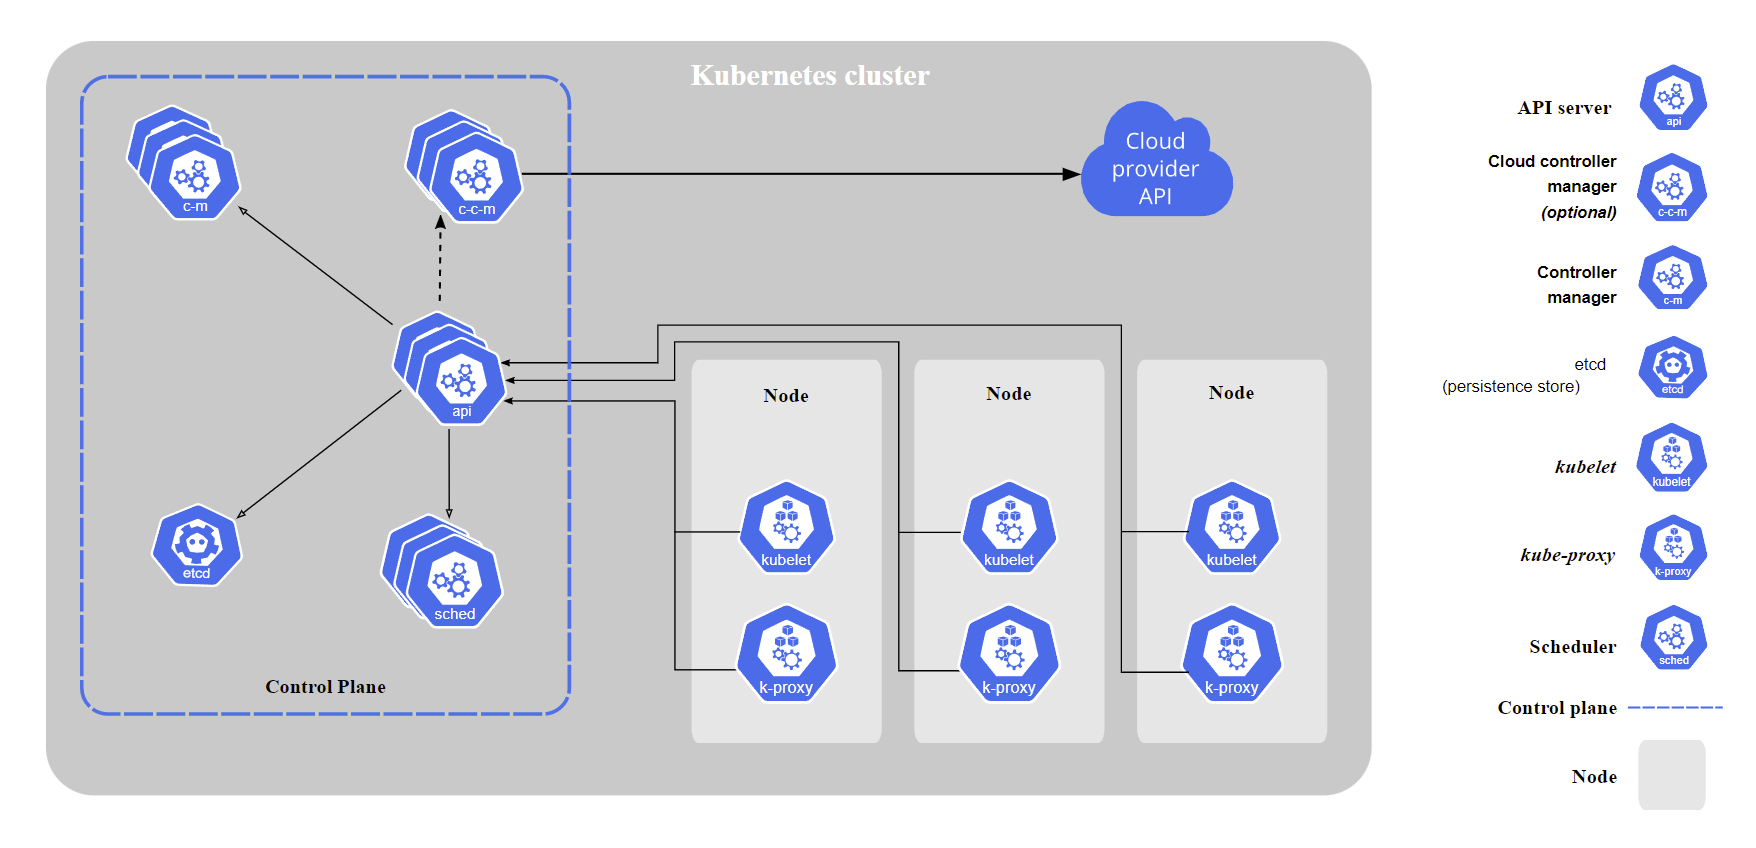 Kubernetes cluster
c-m
c-c-m
Cloud
provider
API
api
etcd
sched
Control Plane
Node
kubelet
k-proxy
Node
kubelet
k-proxy
Node
kubelet
k-proxy
API server
api
Cloud controller
manager
(optional)
c-c-m
Controller
manager
c-m
etcd
(persistence store)
etcd
kubelet
kubelet
kube-proxy
k-proxy
Scheduler
sched
Control plane
Node